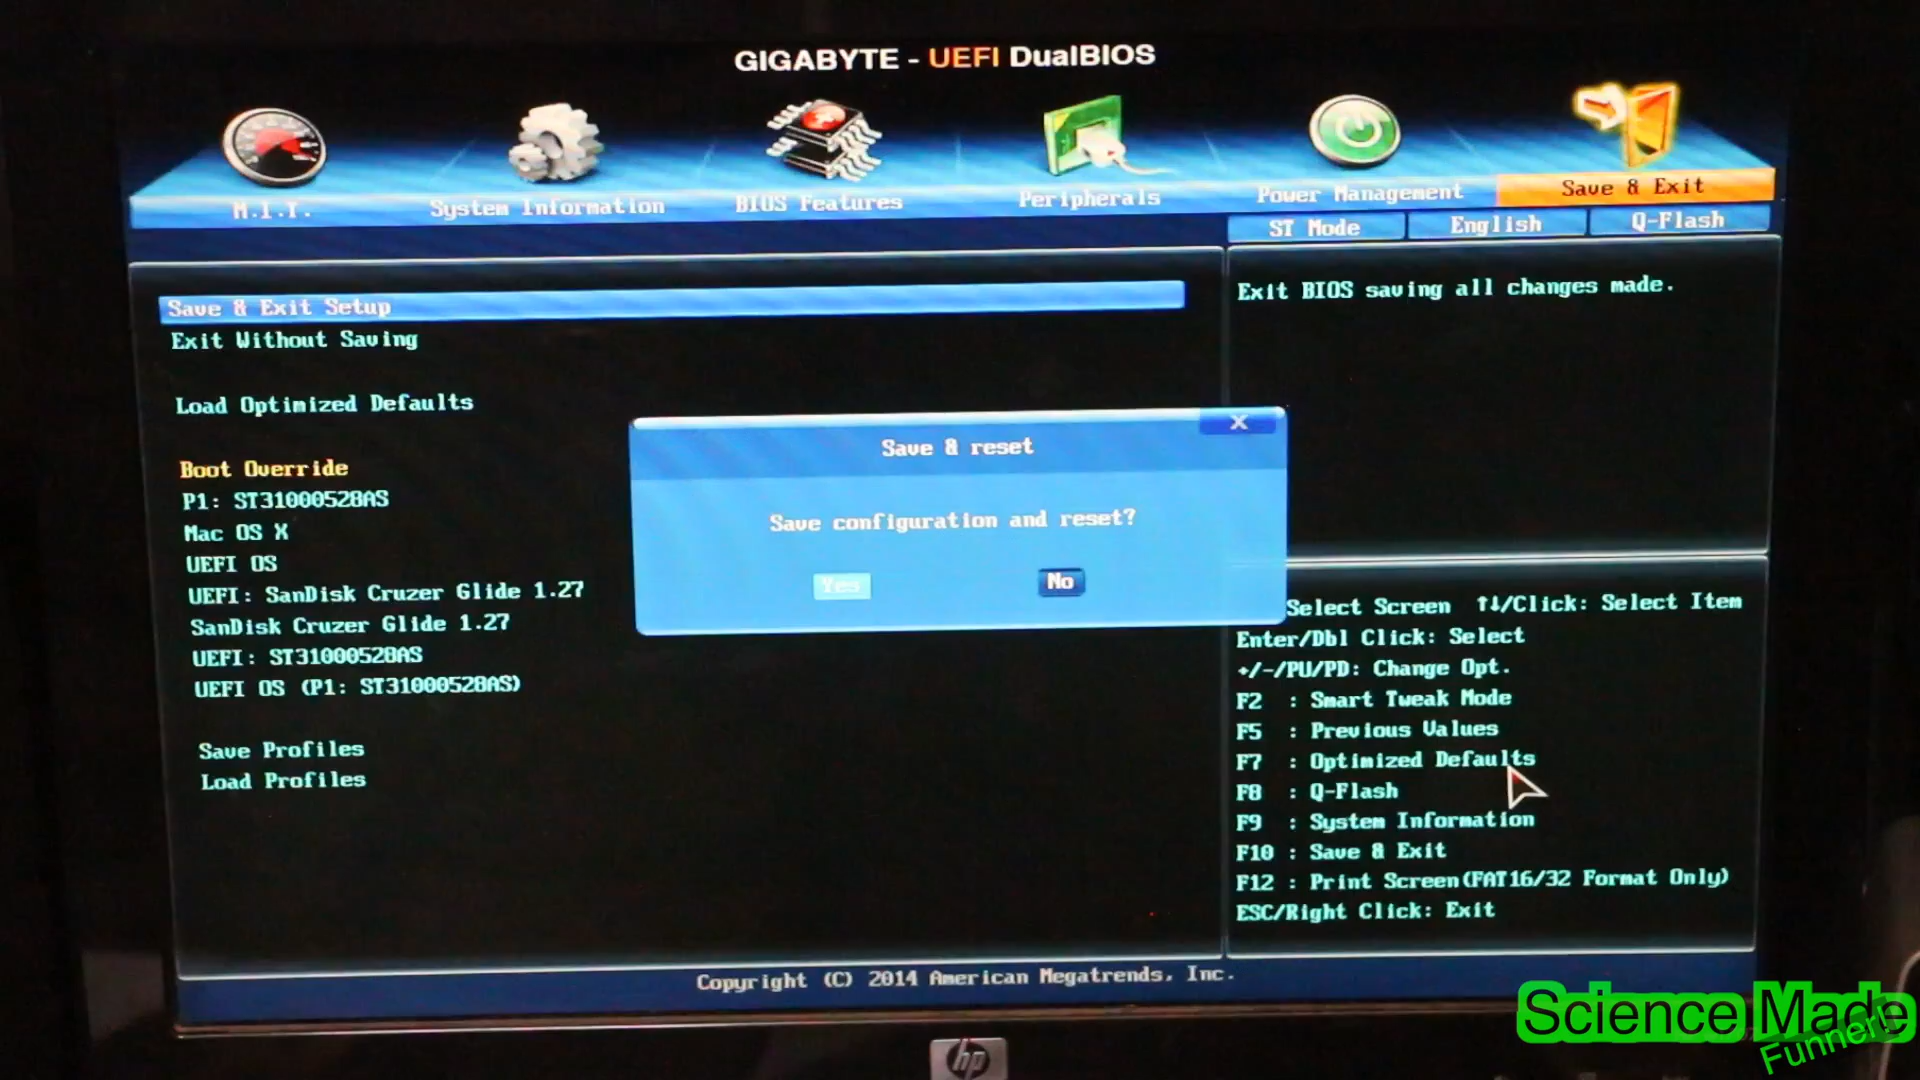 GIGABYTE - UEFI DualBIOS
M.I.T.
System Information
BIOS Features
Peripherals
Power Management
Save & Exit
ST Mode
English
Q-Flash
Save & Exit Setup
Exit Without Saving
Load Optimized Defaults
Boot Override
P1: ST31000528AS
Mac OS X
UEFI OS
UEFI: SanDisk Cruzer Glide 1.27
SanDisk Cruzer Glide 1.27
UEFI: ST31000528AS
UEFI OS (P1: ST31000528AS)
Save Profiles
Load Profiles
X
Save & reset
Save configuration and reset?
Yes
No
Exit BIOS saving all changes made.
Select Screen ↑↓/Click: Select Item
Enter/Dbl Click: Select
+/-/PU/PD: Change Opt.
F2 : Smart Tweak Mode
F5 : Previous Values
F7 : Optimized Defaults
F8 : Q-Flash
F9 : System Information
F10 : Save & Exit
F12 : Print Screen(FAT16/32 Format Only)
ESC/Right Click: Exit
Copyright (C) 2014 American Megatrends, Inc.
hp
Science Made
Funner!